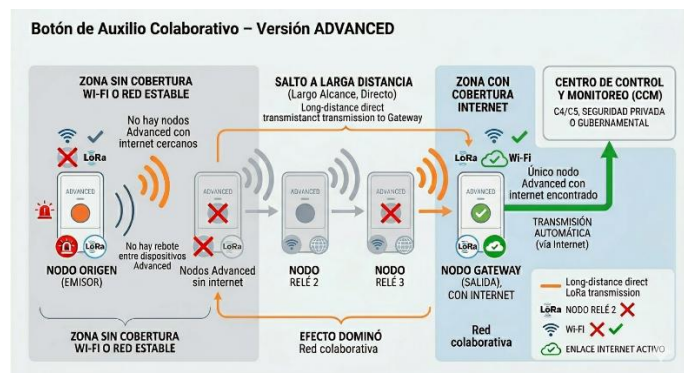 Botón de Auxilio Colaborativo – Versión ADVANCED
ZONA SIN COBERTURA
WI-FI O RED ESTABLE
No hay nodos
Advanced con
internet cercanos
LoRa
ADVANCED
LoRa
No hay rebote
entre dispositivos
Advanced
NODO ORIGEN
(EMISOR)
ADVANCED
LoRa
Nodos Advanced
sin internet
ZONA SIN COBERTURA
WI-FI O RED ESTABLE
SALTO A LARGA DISTANCIA
(Largo Alcance, Directo)
Long-distance direct
transmistanct transmission to Gateway
ADVANCED
NODO
RELÉ 2
ADVANCED
NODO
RELÉ 3
EFECTO DOMINÓ
Red colaborativa
ZONA CON
COBERTURA
INTERNET
LoRa
Wi-Fi
ADVANCED
LoRa
NODO GATEWAY
(SALIDA),
CON INTERNET
Red
colaborativa
CENTRO DE CONTROL
Y MONITOREO (CCM)
C4/C5, SEGURIDAD PRIVADA
O GUBERNAMENTAL
Único nodo
Advanced con
internet encontrado
TRANSMISIÓN
AUTOMÁTICA
(vía Internet)
Long-distance direct
LoRa transmission
LoRa NODO RELÉ 2
Wi-Fi
ENLACE INTERNET ACTIVO